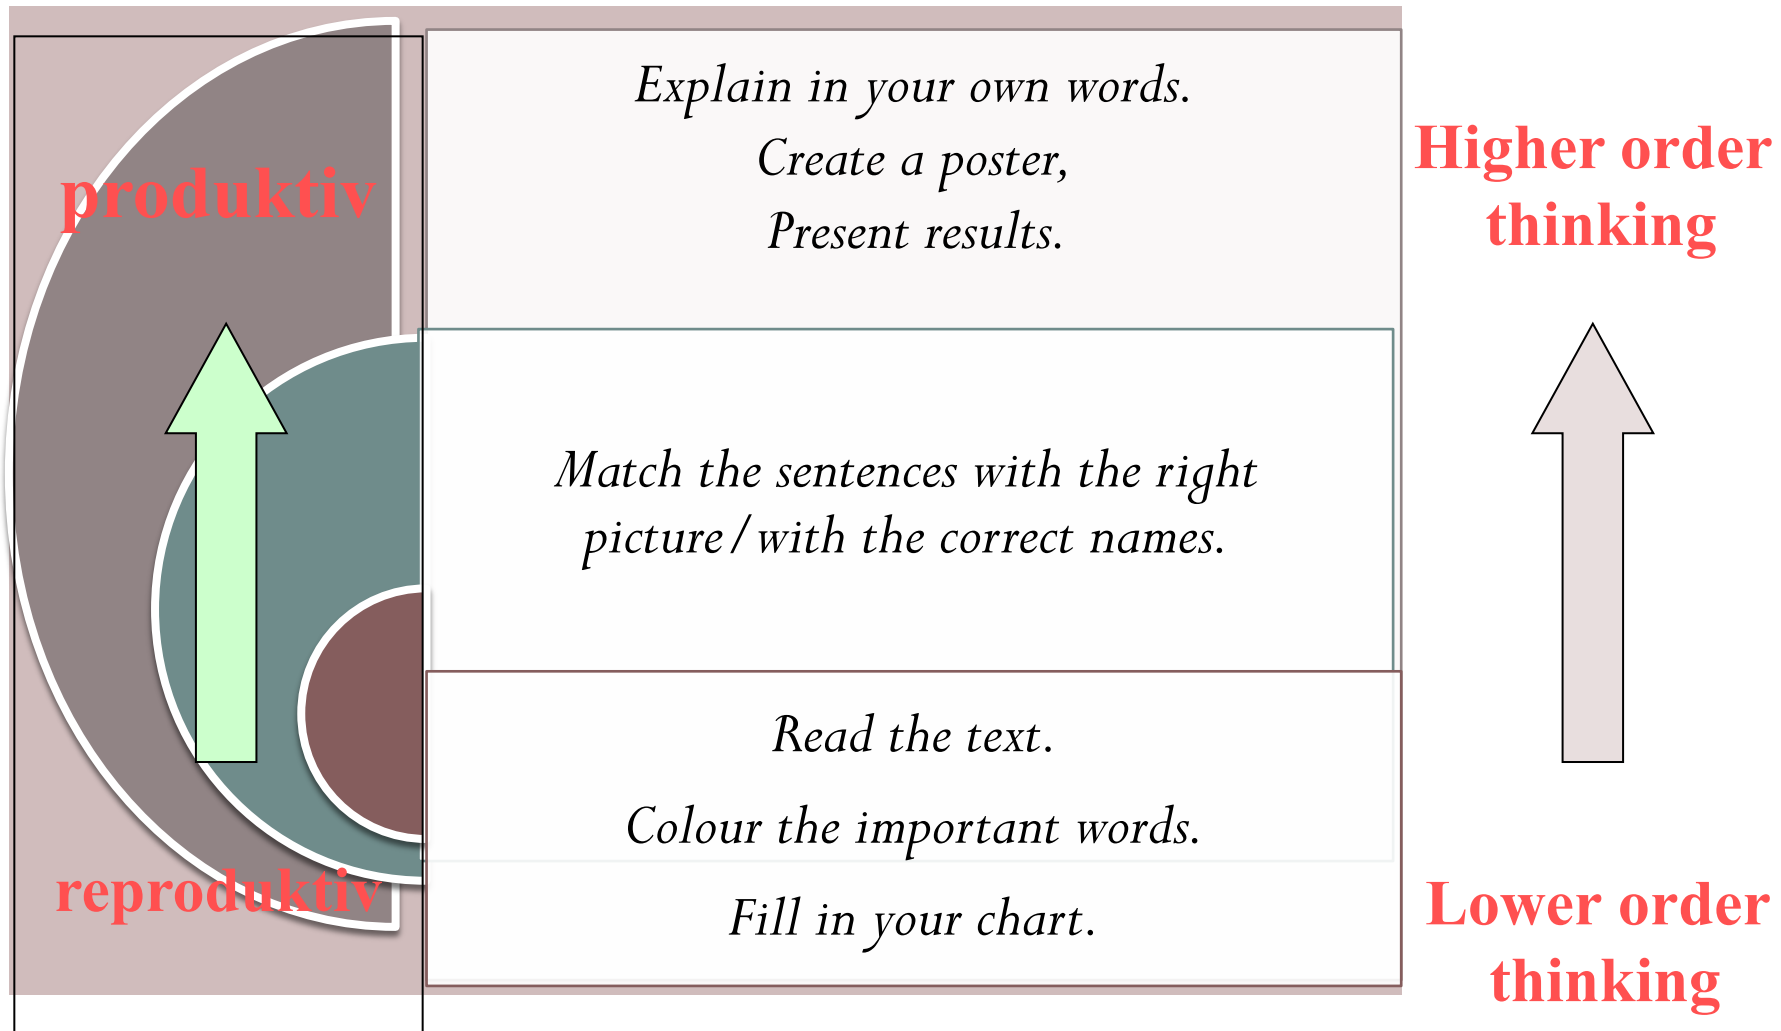 produktiv
Explain in your own words.
Create a poster,
Present results.
Higher order
thinking
Match the sentences with the right
picture/with the correct names.
reproduktiv
Read the text.
Colour the important words.
Fill in your chart.
Lower order
thinking